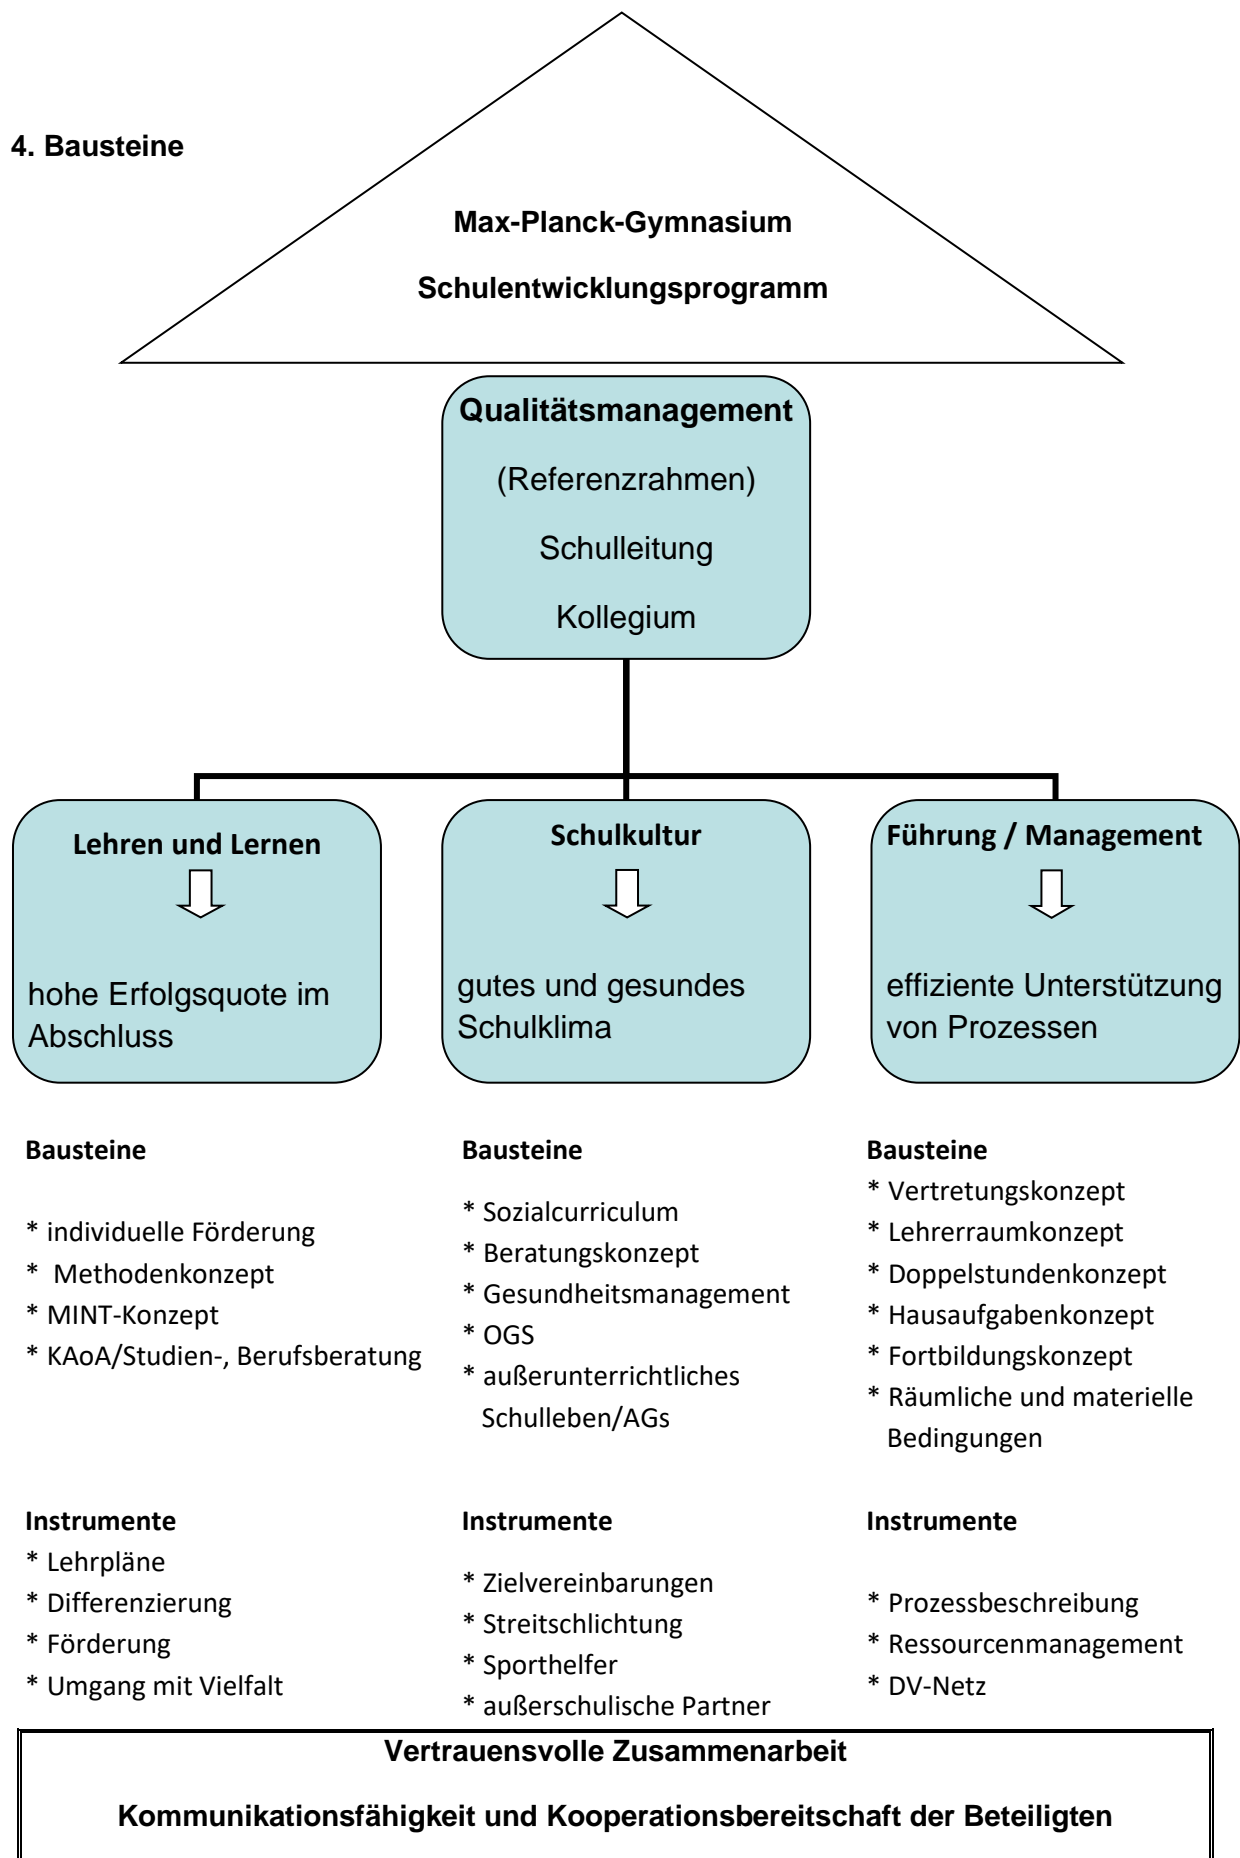 4. Bausteine
Max-Planck-Gymnasium
Schulentwicklungsprogramm
Qualitätsmanagement
(Referenzrahmen)
Schulleitung
Kollegium
Lehren und Lernen
hohe Erfolgsquote im
Abschluss
Schulkultur
gutes und gesundes
Schulklima
Führung / Management
effiziente Unterstützung
von Prozessen
Bausteine
* individuelle Förderung
* Methodenkonzept
* MINT-Konzept
* KAoA/Studien-, Berufsberatung
Instrumente
* Lehrpläne
* Differenzierung
* Förderung
* Umgang mit Vielfalt
Bausteine
* Sozialcurriculum
* Beratungskonzept
* Gesundheitsmanagement
* OGS
* außerunterrichtliches
Schulleben/AGs
Instrumente
* Zielvereinbarungen
* Streitschlichtung
* Sporthelfer
* außerschulische Partner
Bausteine
* Vertretungskonzept
* Lehrerraumkonzept
* Doppelstundenkonzept
* Hausaufgabenkonzept
* Fortbildungskonzept
* Räumliche und materielle
Bedingungen
Instrumente
* Prozessbeschreibung
* Ressourcenmanagement
* DV-Netz
Vertrauensvolle Zusammenarbeit
Kommunikationsfähigkeit und Kooperationsbereitschaft der Beteiligten